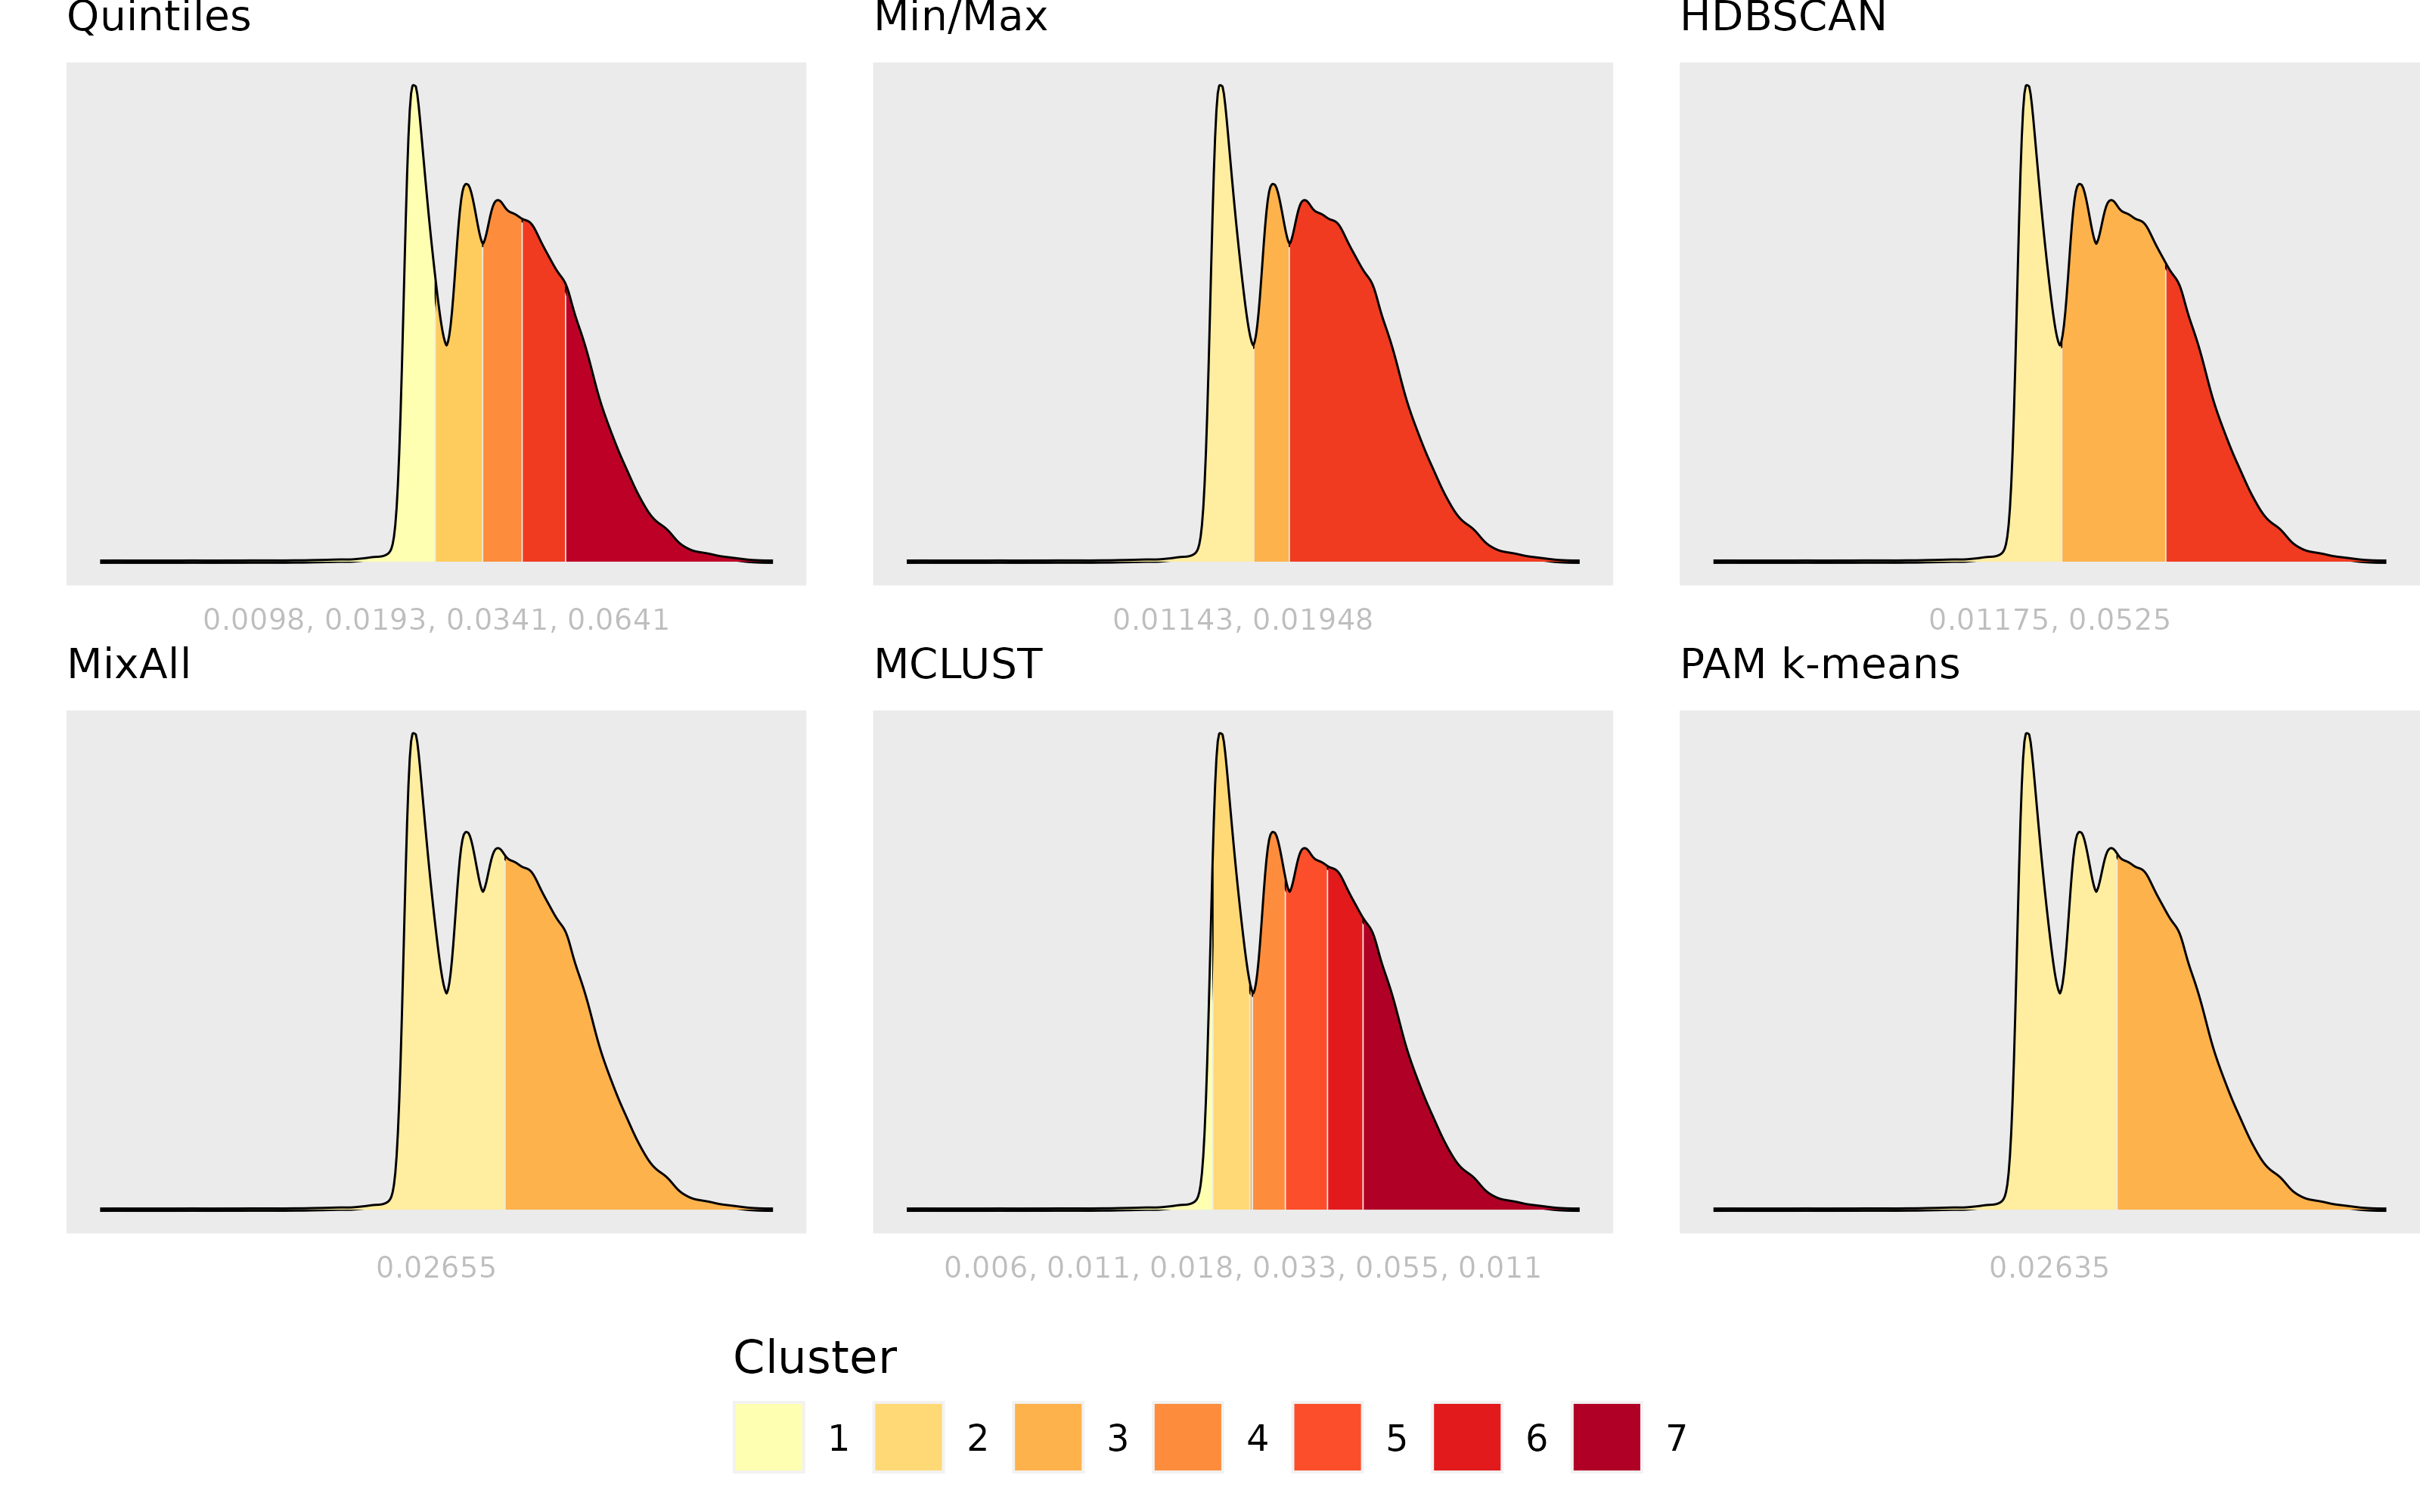 Quintiles
Min/Max
HDBSCAN
0.0098, 0.0193, 0.0341, 0.0641
0.01143, 0.01948
0.01175, 0.0525
MixAll
MCLUST
PAM k-means
0.02655
0.006, 0.011, 0.018, 0.033, 0.055, 0.011
0.02635
Cluster
1 2 3 4 5 6 7